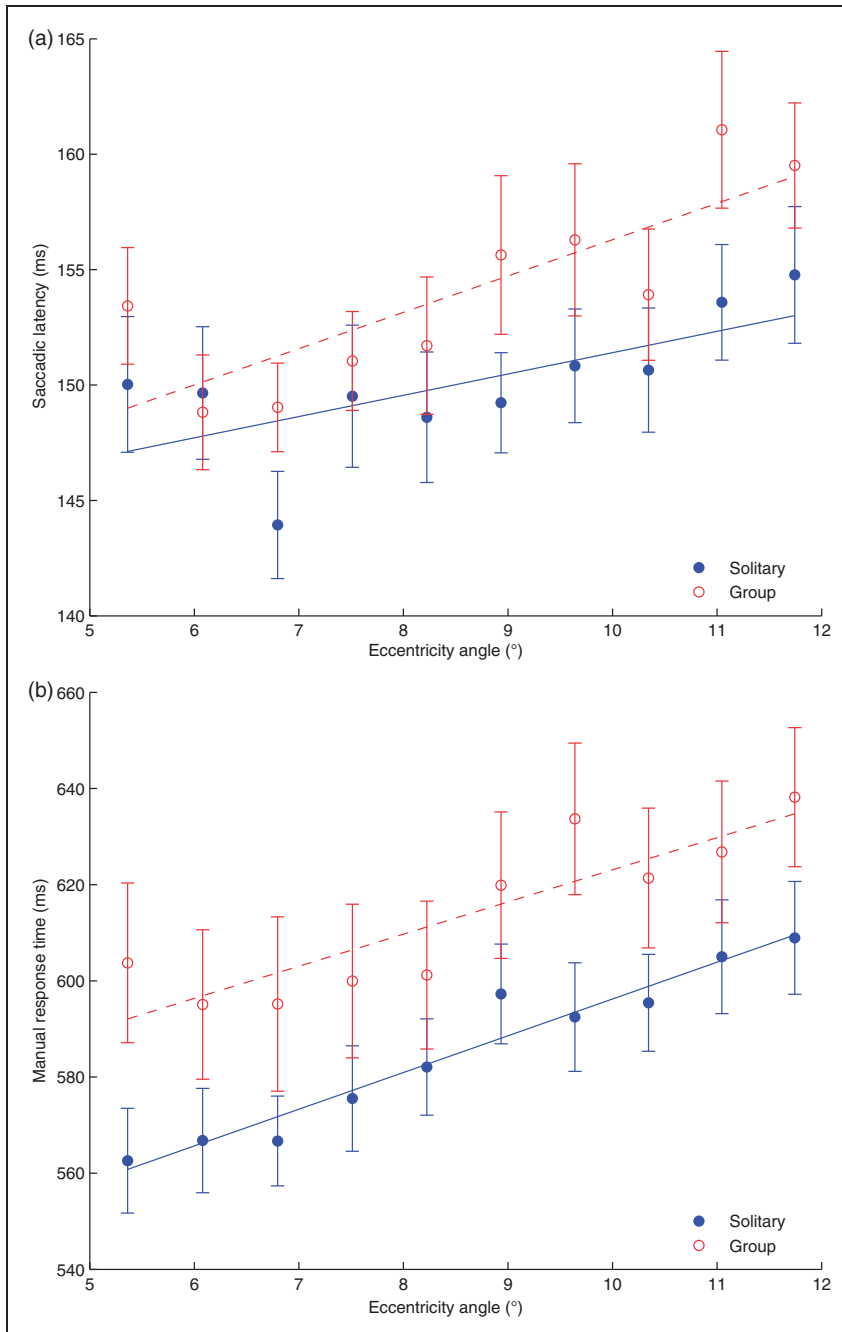 (a)
165
160
155
150
145
140
Saccadic latency (ms)
Solitary
Group
5 6 7 8 9 10 11 12
Eccentricity angle (°)
(b)
660
640
620
600
580
560
540
Manual response time (ms)
Solitary
Group
5 6 7 8 9 10 11 12
Eccentricity angle (°)